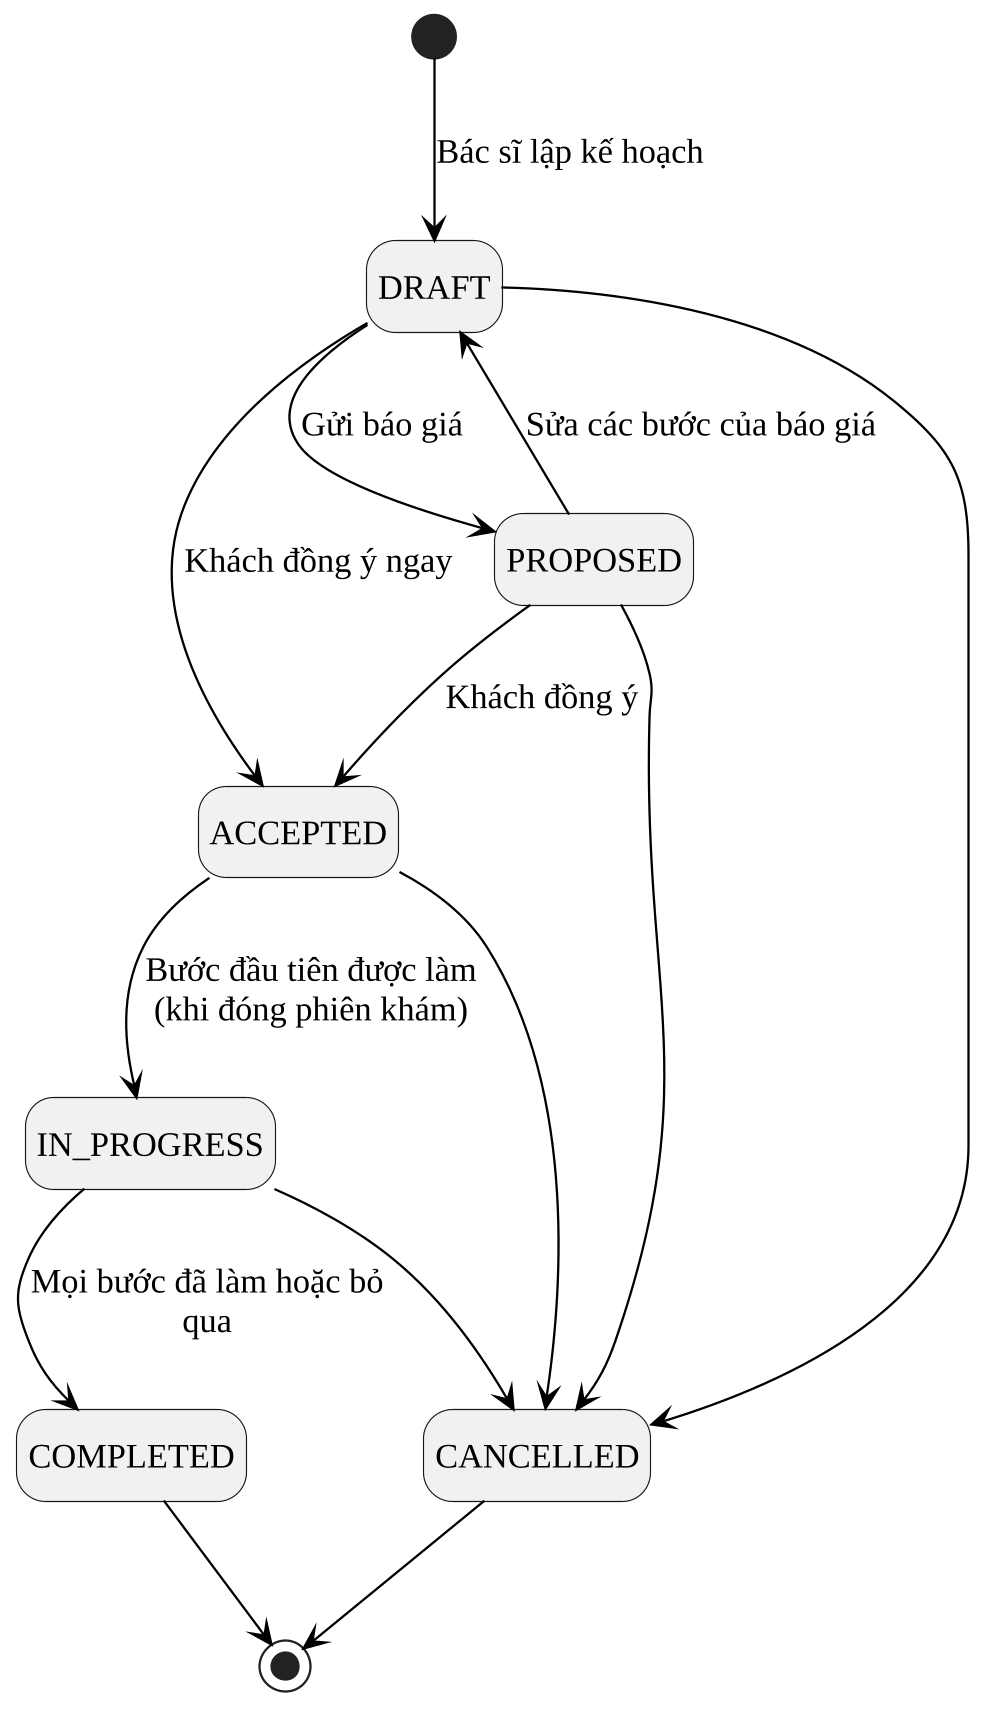 Bác sĩ lập kế hoạch
DRAFT
Gửi báo giá
Sửa các bước của báo giá
Khách đồng ý ngay
PROPOSED
Khách đồng ý
ACCEPTED
Bước đầu tiên được làm
(khi đóng phiên khám)
IN_PROGRESS
Mọi bước đã làm hoặc bỏ
qua
COMPLETED
CANCELLED